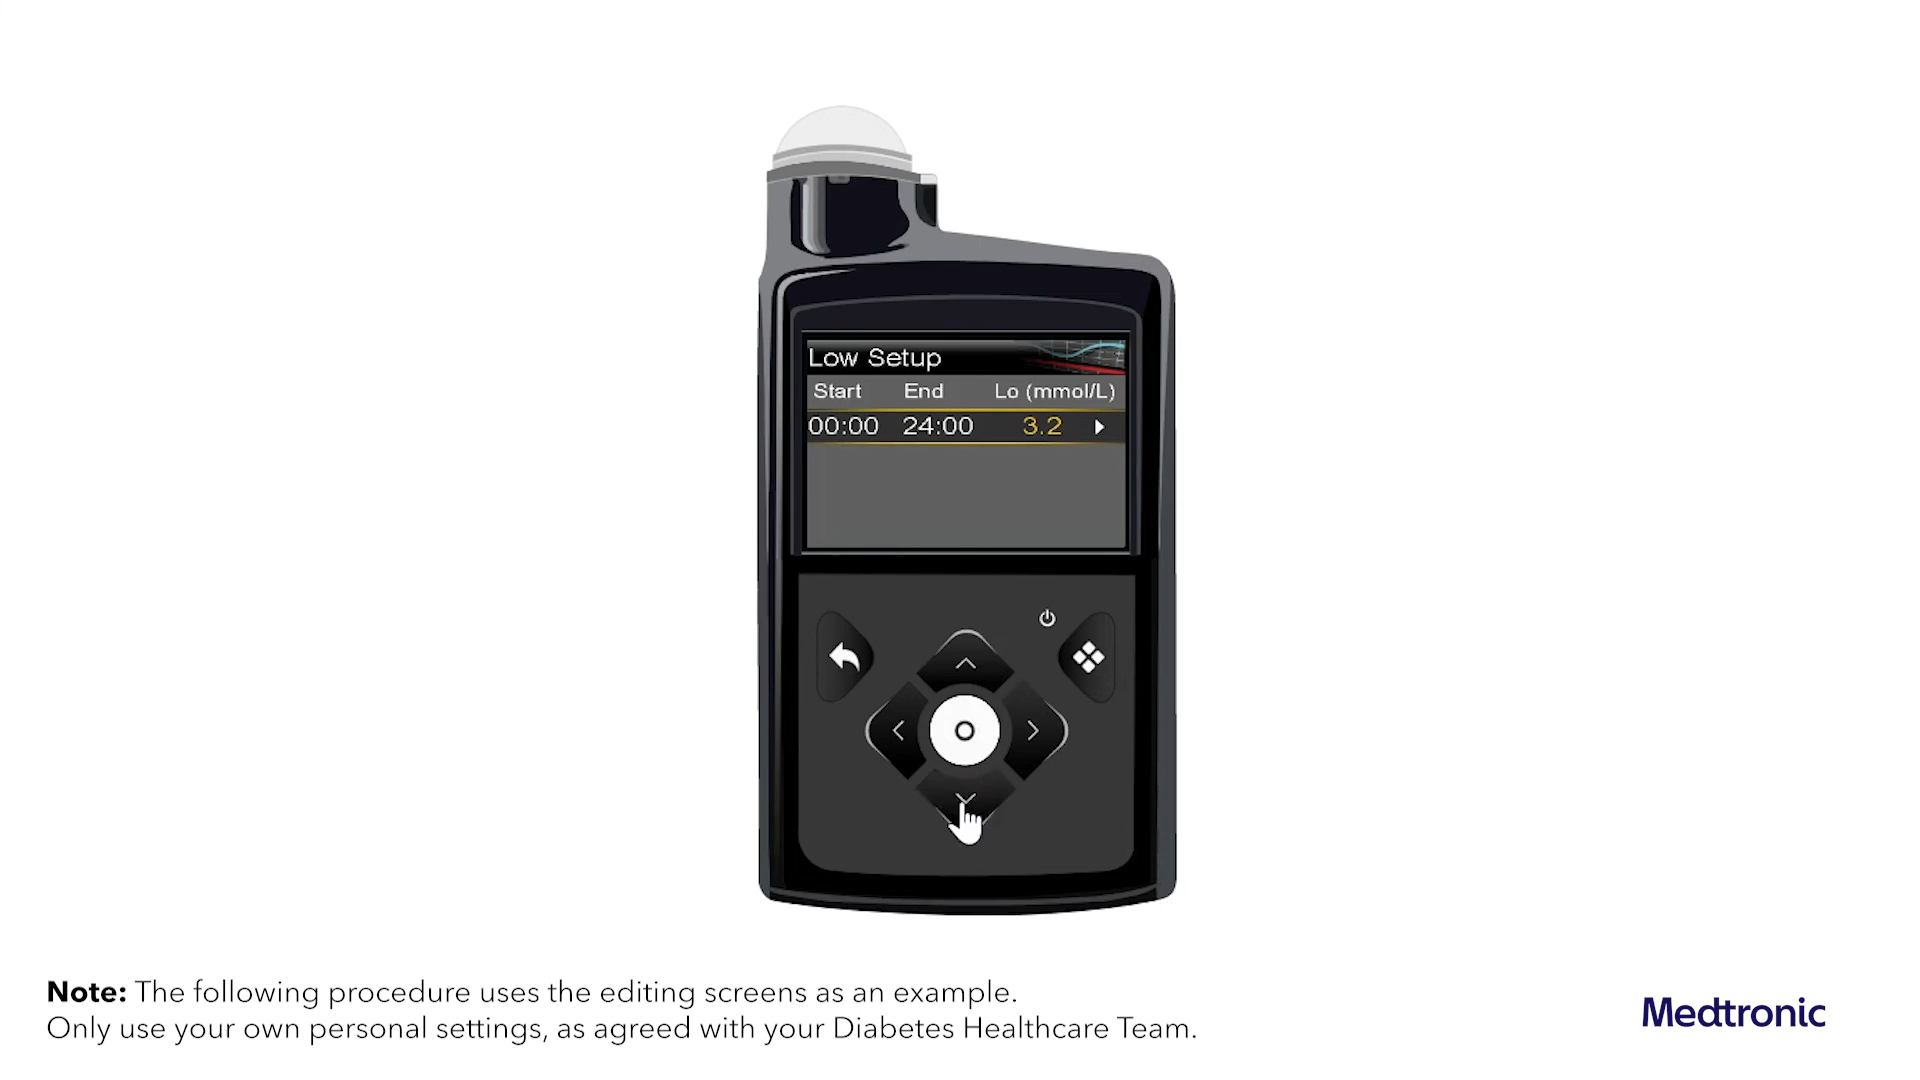 Low Setup
Start End Lo (mmol/L)
00:00 24:00 3.2
Note: The following procedure uses the editing screens as an example.
Only use your own personal settings, as agreed with your Diabetes Healthcare Team.
Medtronic